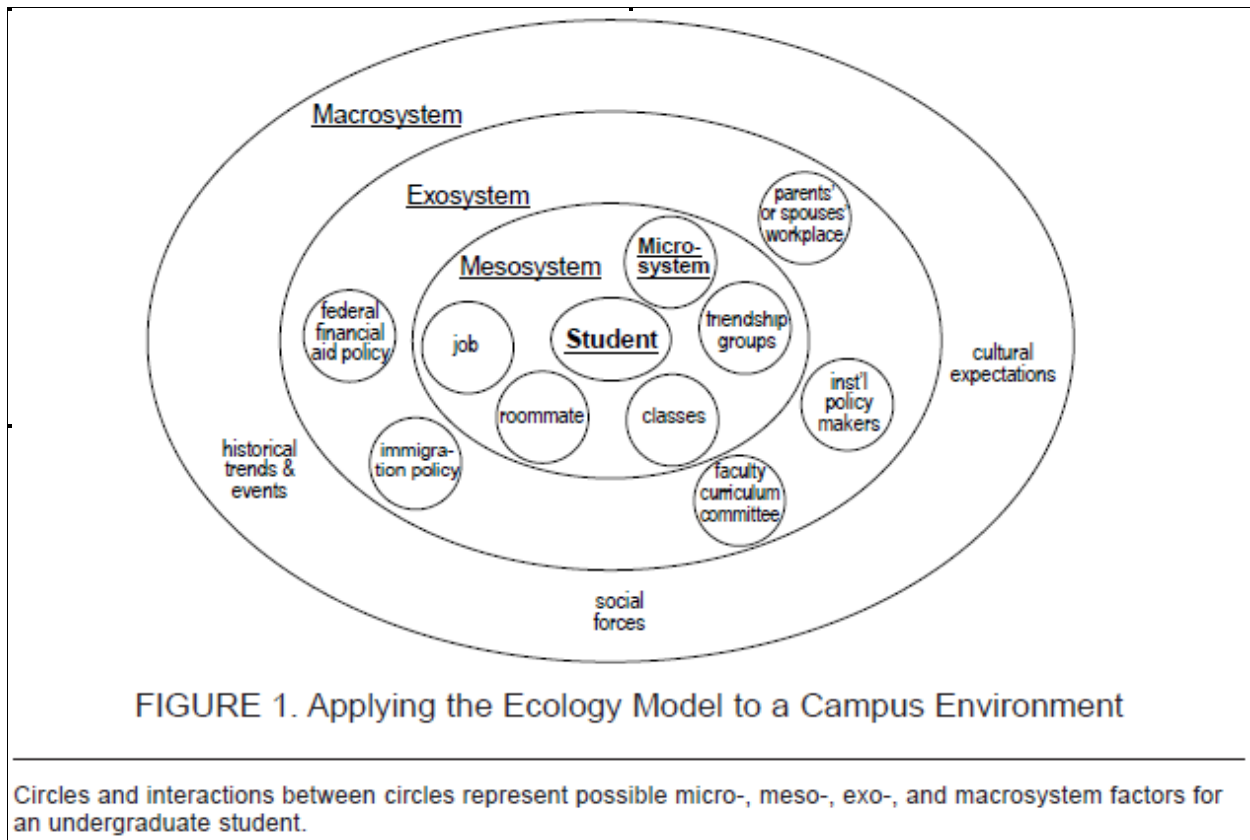 Macrosystem
Exosystem
parents'
or spouses'
workplace
Micro-
system
Mesosystem
federal
financial
aid policy
job
Student
friendship
groups
cultural
expectations
inst'l
policy
makers
roommate
classes
historical
trends &
events
immigra-
tion policy
faculty
curriculum
committee
social
forces
FIGURE 1. Applying the Ecology Model to a Campus Environment
Circles and interactions between circles represent possible micro-, meso-, exo-, and macrosystem factors for
an undergraduate student.